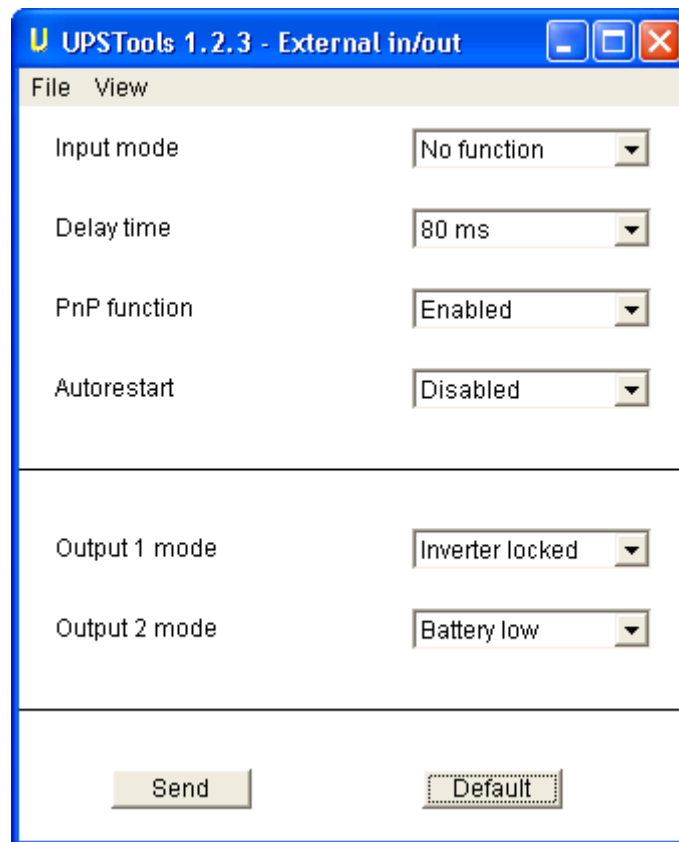 UPSTools 1.2.3 - External in/out
File View
Input mode No function
Delay time 80 ms
PnP function Enabled
Autorestart Disabled
Output 1 mode Inverter locked
Output 2 mode Battery low
Send Default